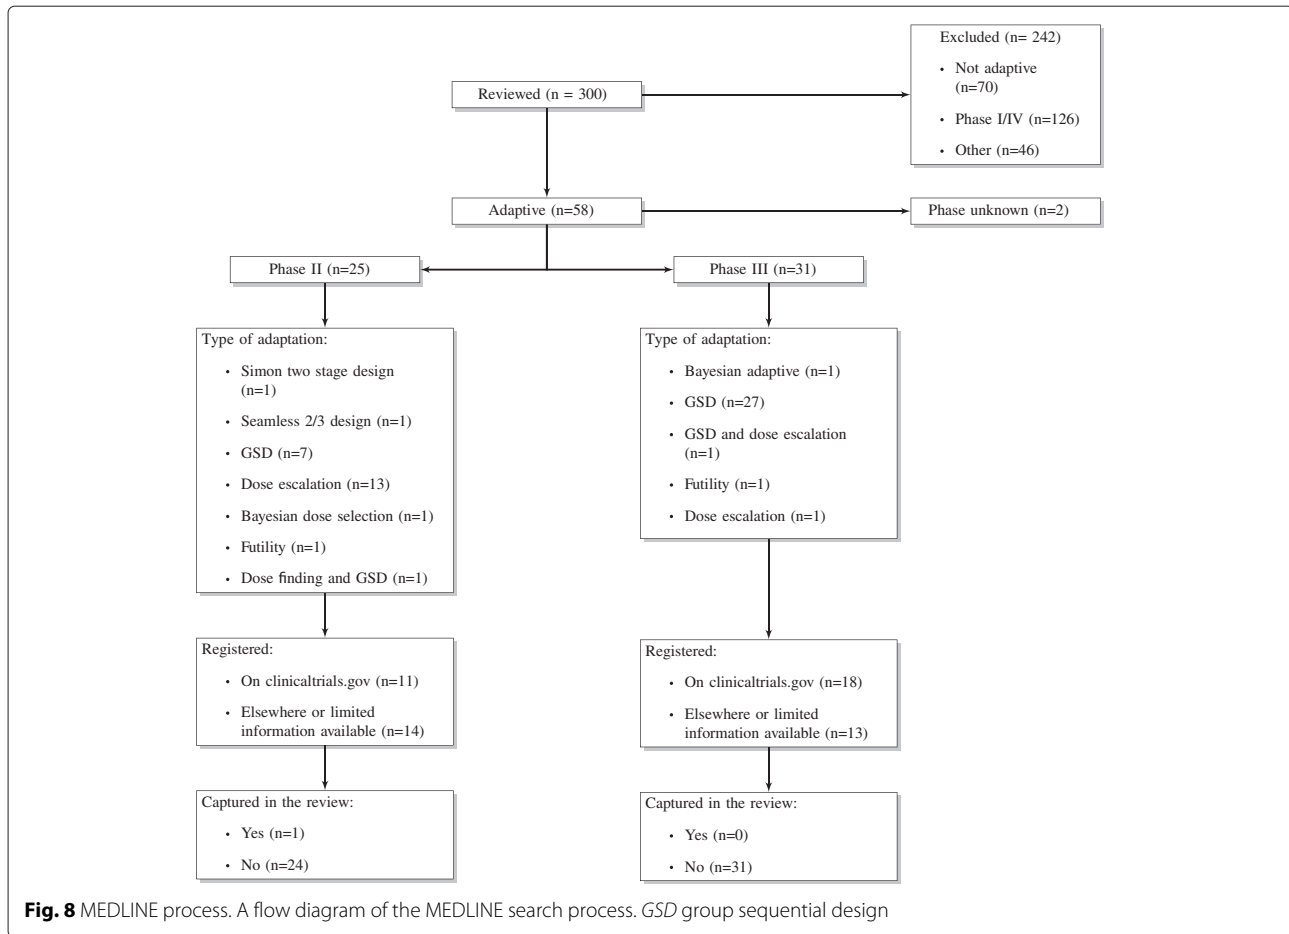 Excluded (n= 242)
• Not adaptive
(n=70)
• Phase I/IV (n=126)
• Other (n=46)
Reviewed (n = 300)
Adaptive (n=58)
Phase unknown (n=2)
Phase II (n=25)
Phase III (n=31)
Type of adaptation:
• Simon two stage design
(n=1)
• Seamless 2/3 design (n=1)
• GSD (n=7)
• Dose escalation (n=13)
• Bayesian dose selection (n=1)
• Futility (n=1)
• Dose finding and GSD (n=1)
Type of adaptation:
• Bayesian adaptive (n=1)
• GSD (n=27)
• GSD and dose escalation
(n=1)
• Futility (n=1)
• Dose escalation (n=1)
Registered:
• On clinicaltrials.gov (n=11)
• Elsewhere or limited
information available (n=14)
Registered:
• On clinicaltrials.gov (n=18)
• Elsewhere or limited
information available (n=13)
Captured in the review:
• Yes (n=1)
• No (n=24)
Captured in the review:
• Yes (n=0)
• No (n=31)
Fig. 8 MEDLINE process. A flow diagram of the MEDLINE search process. GSD group sequential design